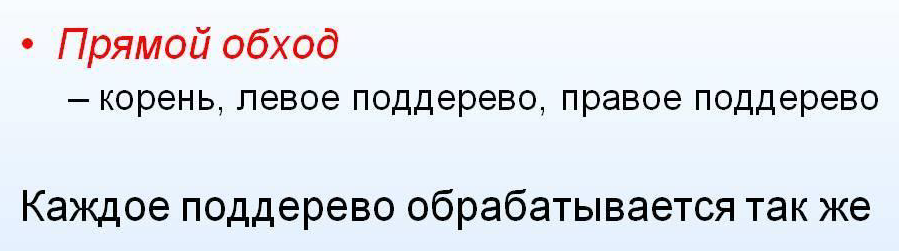 • Прямой обход
– корень, левое поддерево, правое поддерево
Каждое поддерево обрабатывается так же